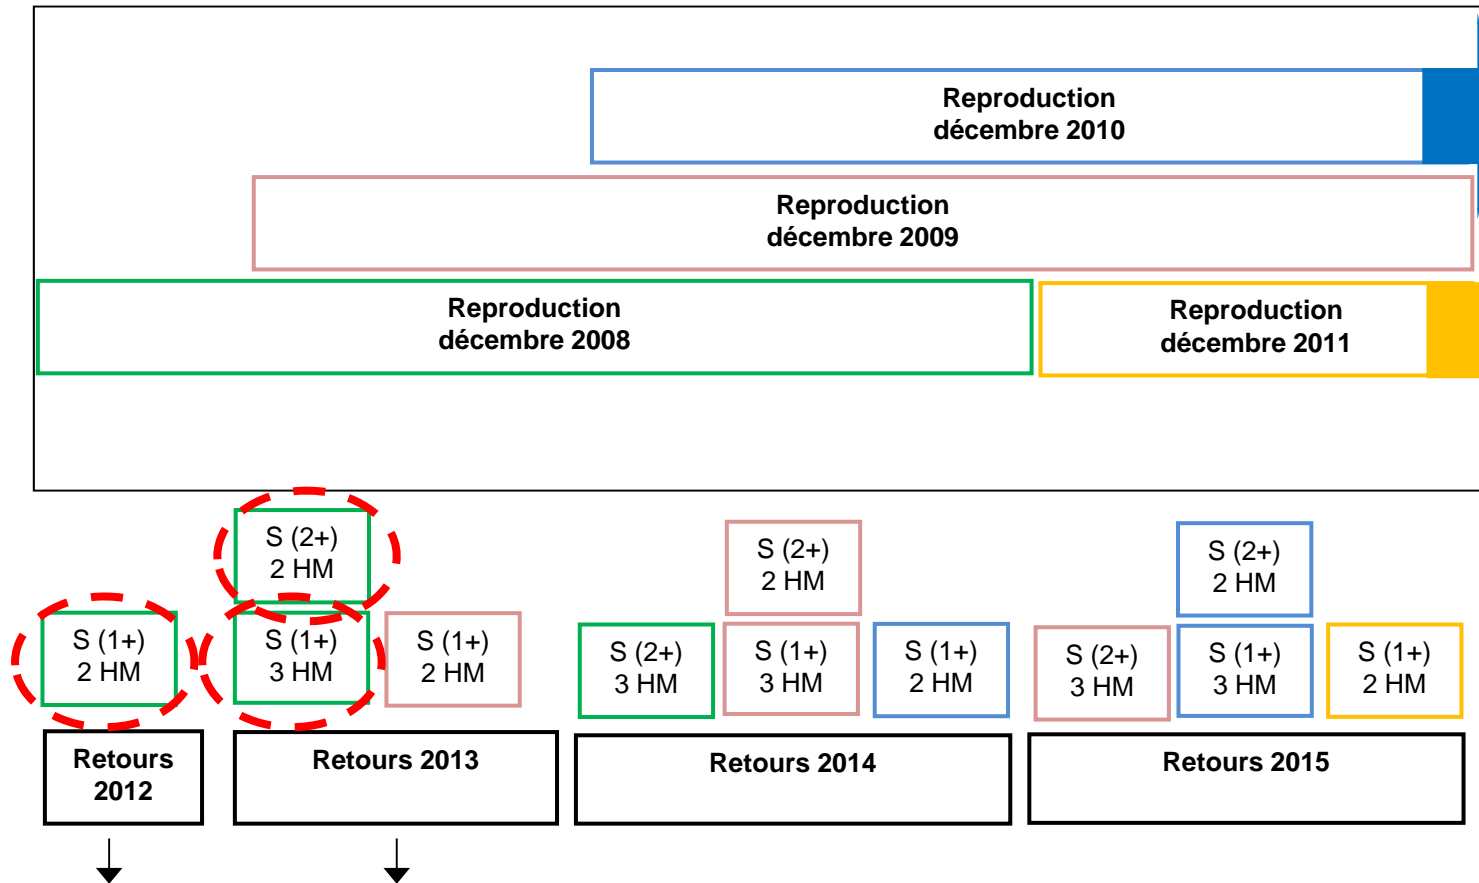 Reproduction
décembre 2010
Reproduction
décembre 2009
Reproduction
décembre 2008
Reproduction
décembre 2011
S (2+)
2 HM
S (2+)
2 HM
S (2+)
2 HM
S (1+)
2 HM
S (1+)
3 HM
S (1+)
2 HM
S (2+)
3 HM
S (1+)
3 HM
S (1+)
2 HM
S (2+)
3 HM
S (1+)
3 HM
S (1+)
2 HM
Retours
2012
Retours 2013
Retours 2014
Retours 2015